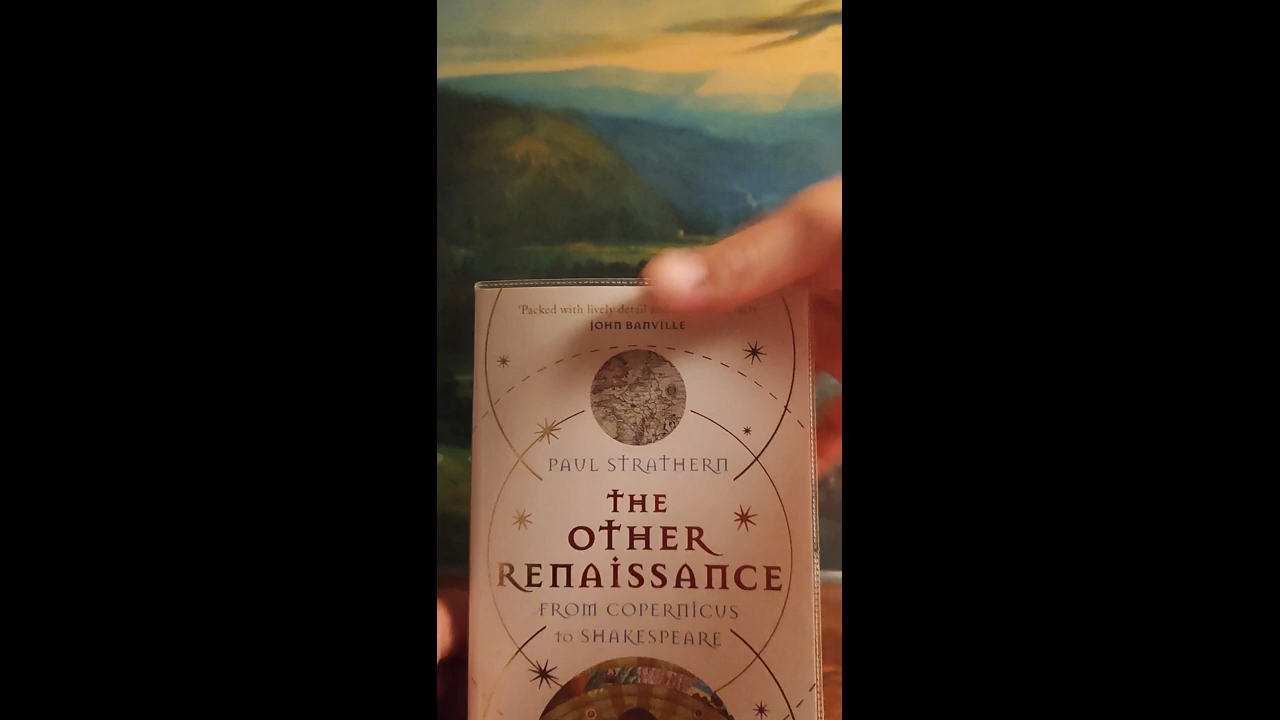 'Packed with lively detail
JOHN BANVILLE
PAUL STRATHERN
THE
OTHER
RENAISSANCE
FROM COPERNICUS
to SHAKESPEARE